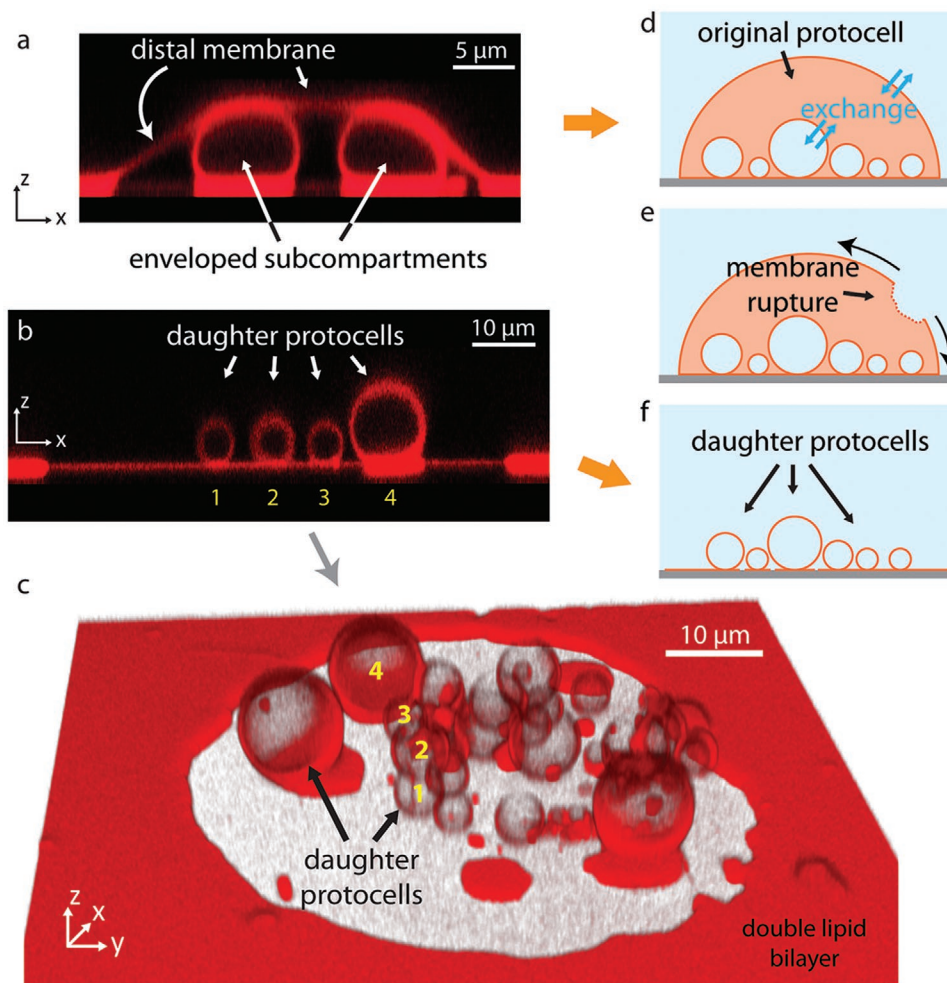 a
distal membrane
5 µm
z
x
enveloped subcompartments
b
daughter protocells
10 µm
z
x
1 2 3 4
c
10 µm
4
3
2
1
daughter
protocells
z
x
y
double lipid
bilayer
d
original protocell
exchange
e
membrane
rupture
f
daughter protocells